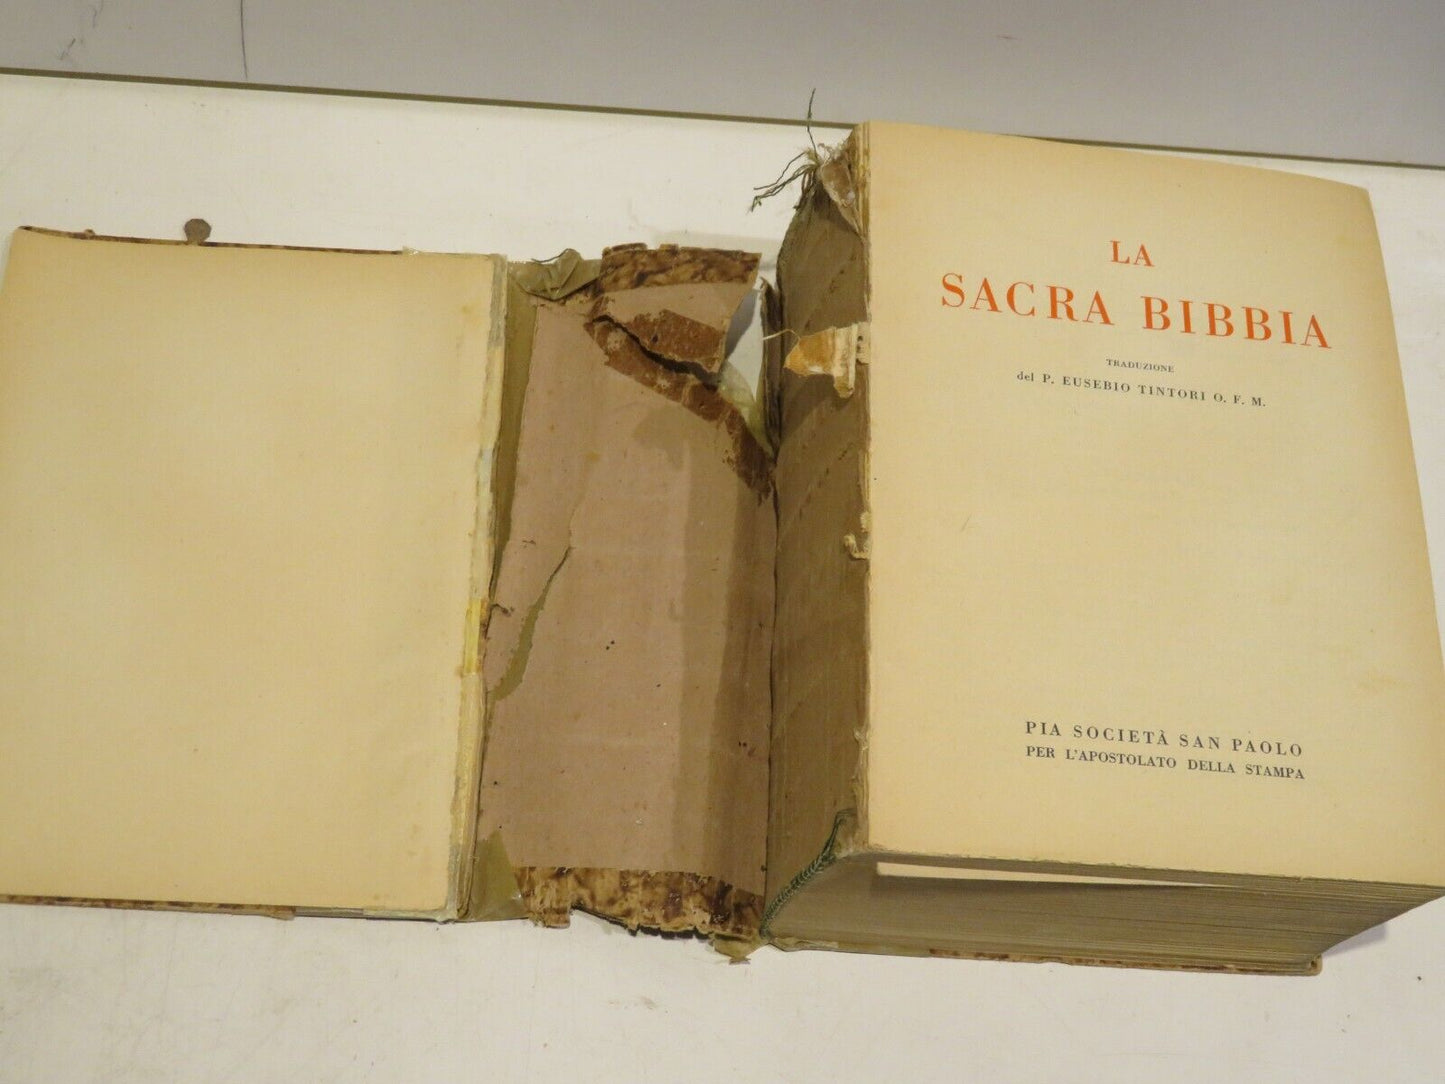 LA
SACRA BIBBIA
TRADUZIONE
del P. EUSEBIO TINTORI O. F. M.
PIA SOCIETÀ SAN PAOLO
PER L'APOSTOLATO DELLA STAMPA